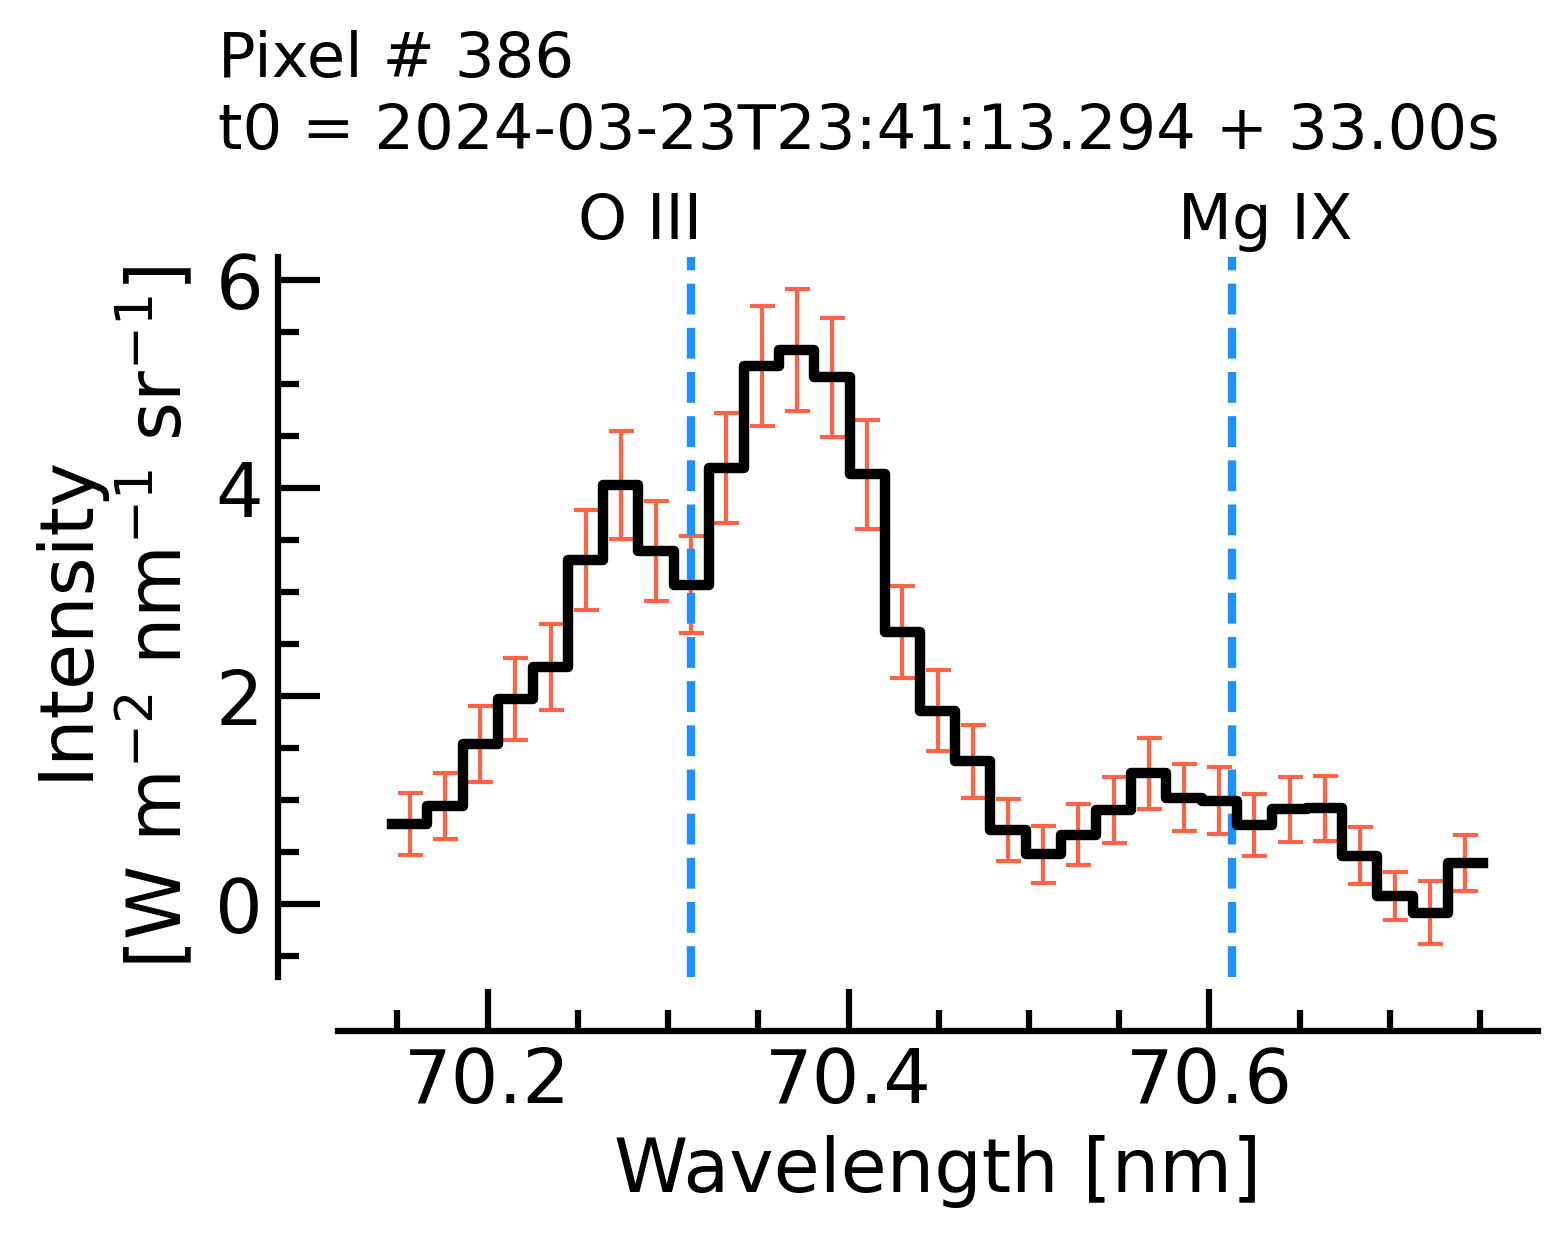 Pixel # 386
t0 = 2024-03-23T23:41:13.294 + 33.00s
O III
Mg IX
Intensity
[W m⁻² nm⁻¹ sr⁻¹]
6
4
2
0
70.2
70.4
70.6
Wavelength [nm]